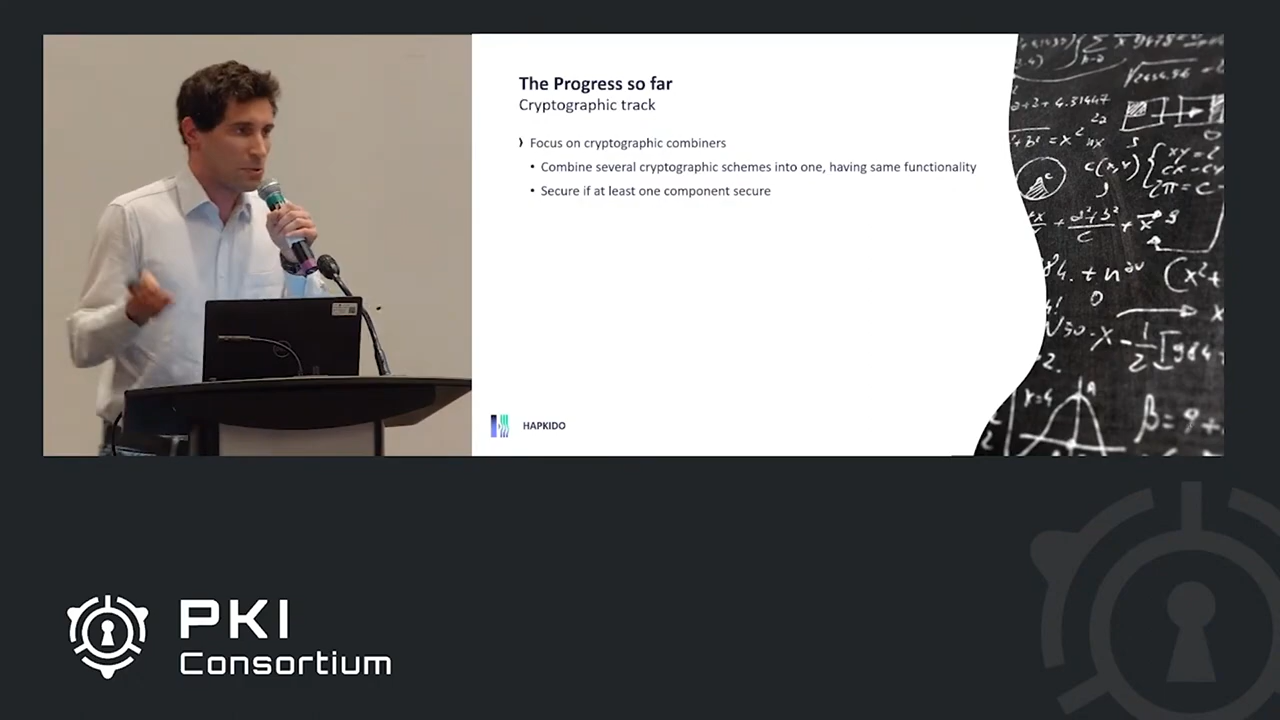 The Progress so far
Cryptographic track
Focus on cryptographic combiners
Combine several cryptographic schemes into one, having same functionality
Secure if at least one component secure
HAPKIDO
PKI
Consortium